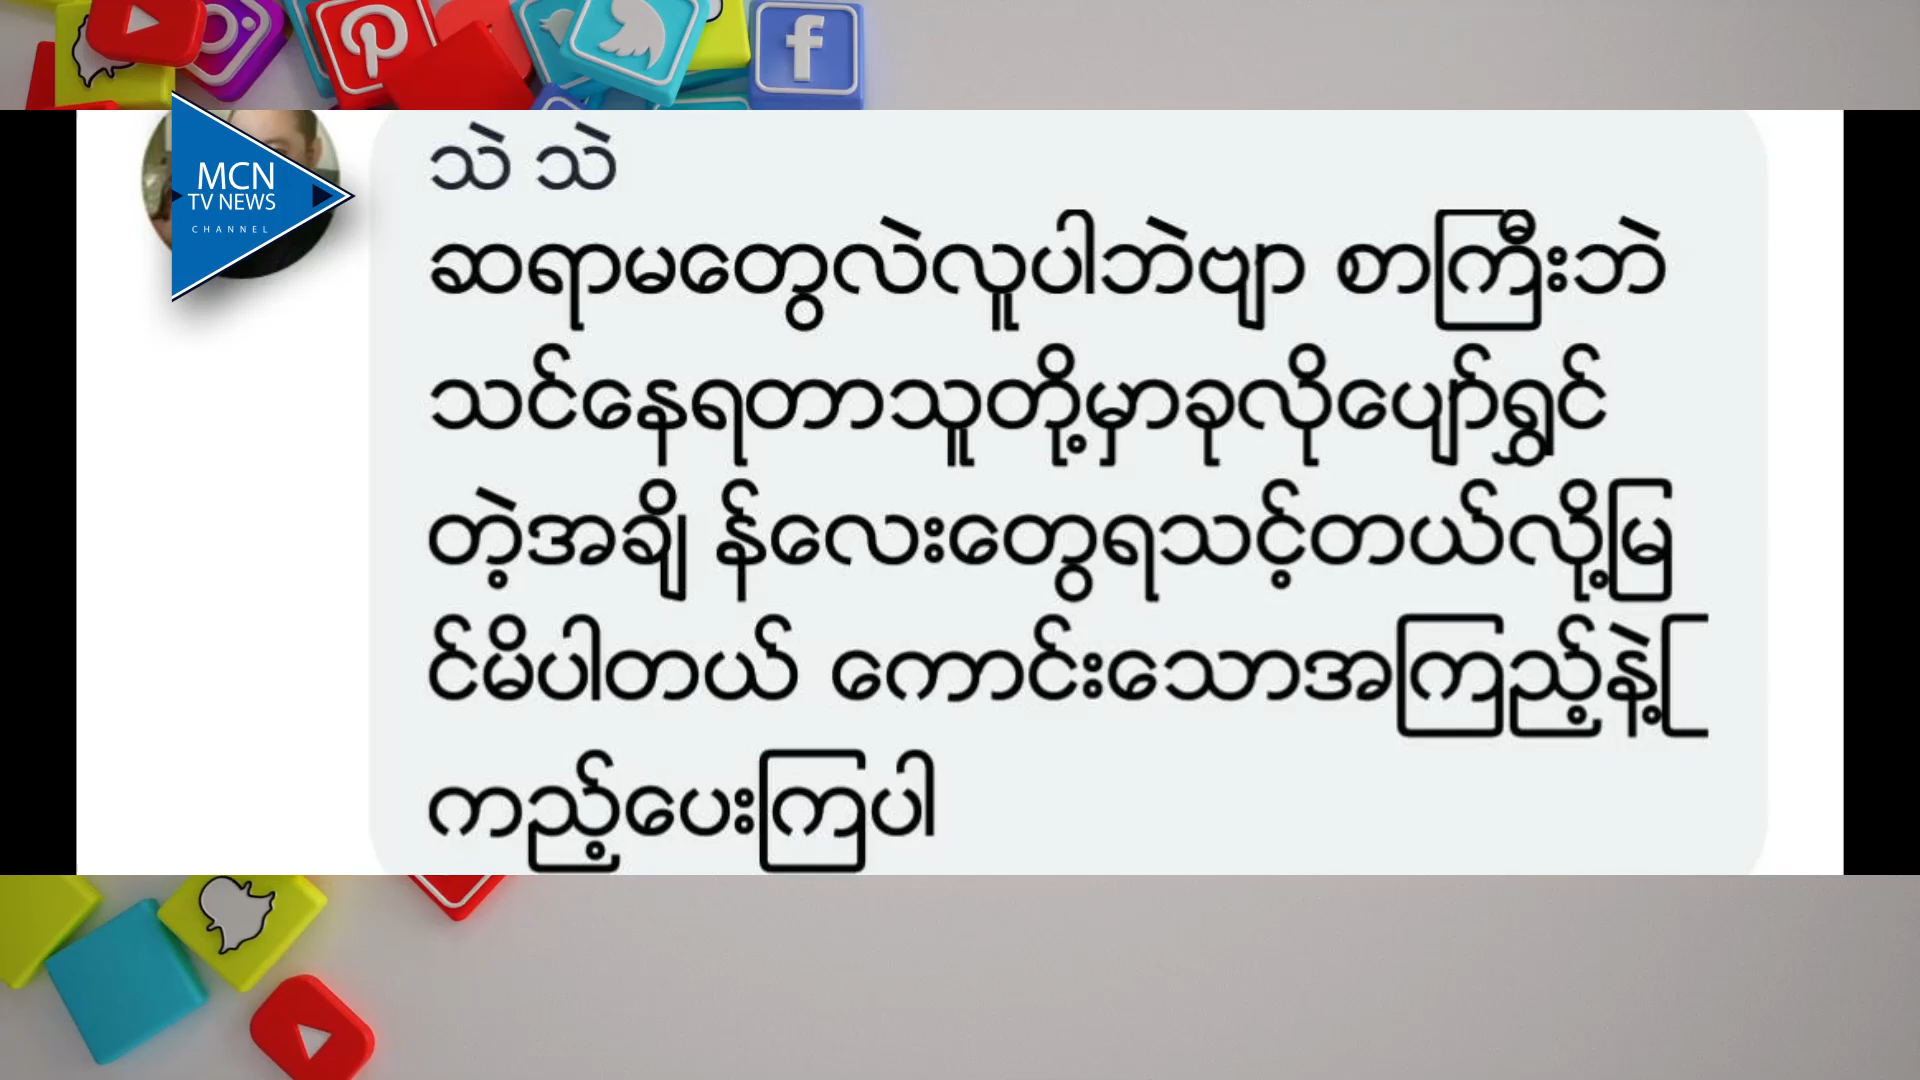 MCN
TV NEWS
CHANNEL
သဲ သဲ
ဆရာမတွေလဲလူပါဘဲဗျာ စာကြီးဘဲ
သင်နေရတာသူတို့မှာခုလိုပျော်ရွှင်
တဲ့အချိ န်လေးတွေရသင့်တယ်လို့မြ
င်မိပါတယ် ကောင်းသောအကြည့်နဲ့ြ
ကည့်ပေးကြပါ